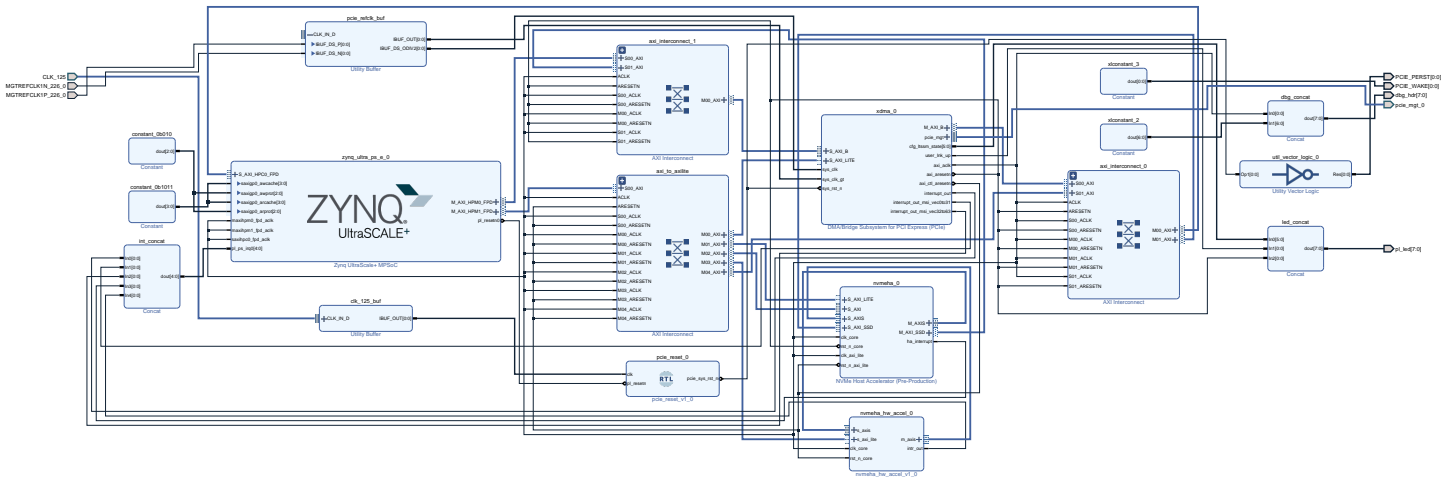 CLK_125
MGTREFCLK1N_226_0
MGTREFCLK1P_226_0
pcie_refclk_buf
CLK_IN_D
IBUF_DS_P[0:0]
IBUF_DS_N[0:0]
IBUF_OUT[0:0]
IBUF_DS_ODIV2[0:0]
Utility Buffer
constant_0b010
dout[2:0]
Constant
constant_0b1011
dout[3:0]
Constant
int_concat
In0[0:0]
In1[0:0]
In2[0:0]
In3[0:0]
In4[0:0]
dout[4:0]
Concat
zynq_ultra_ps_e_0
S_AXI_HPC0_FPD
saxigp0_awcache[3:0]
saxigp0_awprot[2:0]
saxigp0_arcache[3:0]
saxigp0_arprot[2:0]
maxihpm0_fpd_aclk
maxihpm1_fpd_aclk
saxihpc0_fpd_aclk
pl_ps_irq0[4:0]
ZYNQ
UltraSCALE+
M_AXI_HPM0_FPD
M_AXI_HPM1_FPD
pl_resetn0
Zynq UltraScale+ MPSoC
clk_125_buf
CLK_IN_D
IBUF_OUT[0:0]
Utility Buffer
axi_interconnect_1
S00_AXI
S01_AXI
ACLK
ARESETN
S00_ACLK
S00_ARESETN
M00_ACLK
M00_ARESETN
S01_ACLK
S01_ARESETN
M00_AXI
AXI Interconnect
axi_to_axilite
S00_AXI
ACLK
ARESETN
S00_ACLK
S00_ARESETN
M00_ACLK
M00_ARESETN
M01_ACLK
M01_ARESETN
M02_ACLK
M02_ARESETN
M03_ACLK
M03_ARESETN
M04_ACLK
M04_ARESETN
M00_AXI
M01_AXI
M02_AXI
M03_AXI
M04_AXI
AXI Interconnect
pcie_reset_0
clk
pl_resetn
RTL
pcie_sys_rst_n
pcie_reset_v1_0
xdma_0
S_AXI_B
S_AXI_LITE
sys_clk
sys_clk_gt
sys_rst_n
M_AXI_B
pcie_mgt
cfg_ltssm_state[5:0]
user_lnk_up
axi_aclk
axi_aresetn
axi_ctl_aresetn
interrupt_out
interrupt_out_msi_vec0to31
interrupt_out_msi_vec32to63
DMA/Bridge Subsystem for PCI Express (PCIe)
nvmeha_0
S_AXI_LITE
S_AXI
S_AXIS
S_AXI_SSD
clk_core
rst_n_core
clk_axi_lite
rst_n_axi_lite
M_AXIS
M_AXI_SSD
ha_interrupt
NVMe Host Accelerator (Pre-Production)
nvmeha_hw_accel_0
s_axis
s_axi_lite
clk_core
rst_n_core
m_axis
intr_out
nvmeha_hw_accel_v1_0
xlconstant_3
dout[0:0]
Constant
xlconstant_2
dout[6:0]
Constant
axi_interconnect_0
S00_AXI
S01_AXI
ACLK
ARESETN
S00_ACLK
S00_ARESETN
M00_ACLK
M00_ARESETN
M01_ACLK
M01_ARESETN
S01_ACLK
S01_ARESETN
M00_AXI
M01_AXI
AXI Interconnect
dbg_concat
In0[0:0]
In1[6:0]
dout[7:0]
Concat
util_vector_logic_0
Op1[0:0]
Res[0:0]
Utility Vector Logic
led_concat
In0[5:0]
In1[0:0]
In2[0:0]
dout[7:0]
Concat
PCIE_PERST[0:0]
PCIE_WAKE[0:0]
dbg_hdr[7:0]
pcie_mgt_0
pl_led[7:0]